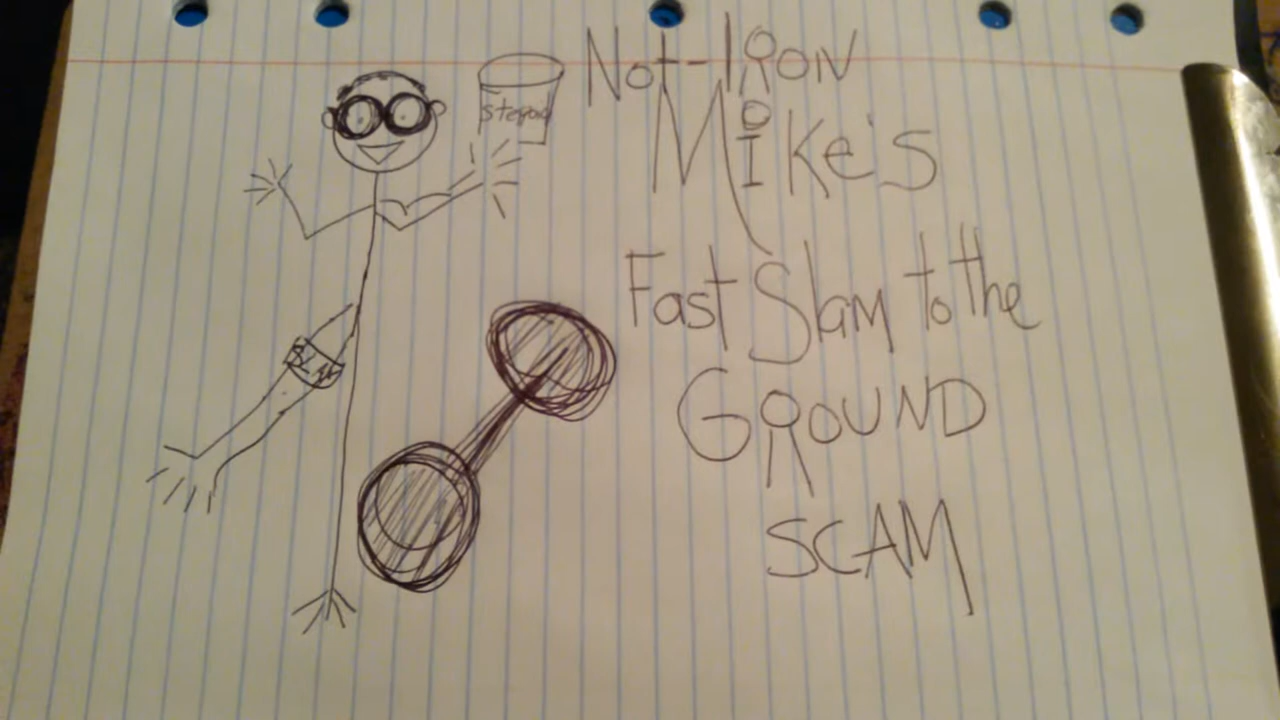 Not-IRON
MiKe's
Fast Slam to the
GROUND
SCAM
steroid